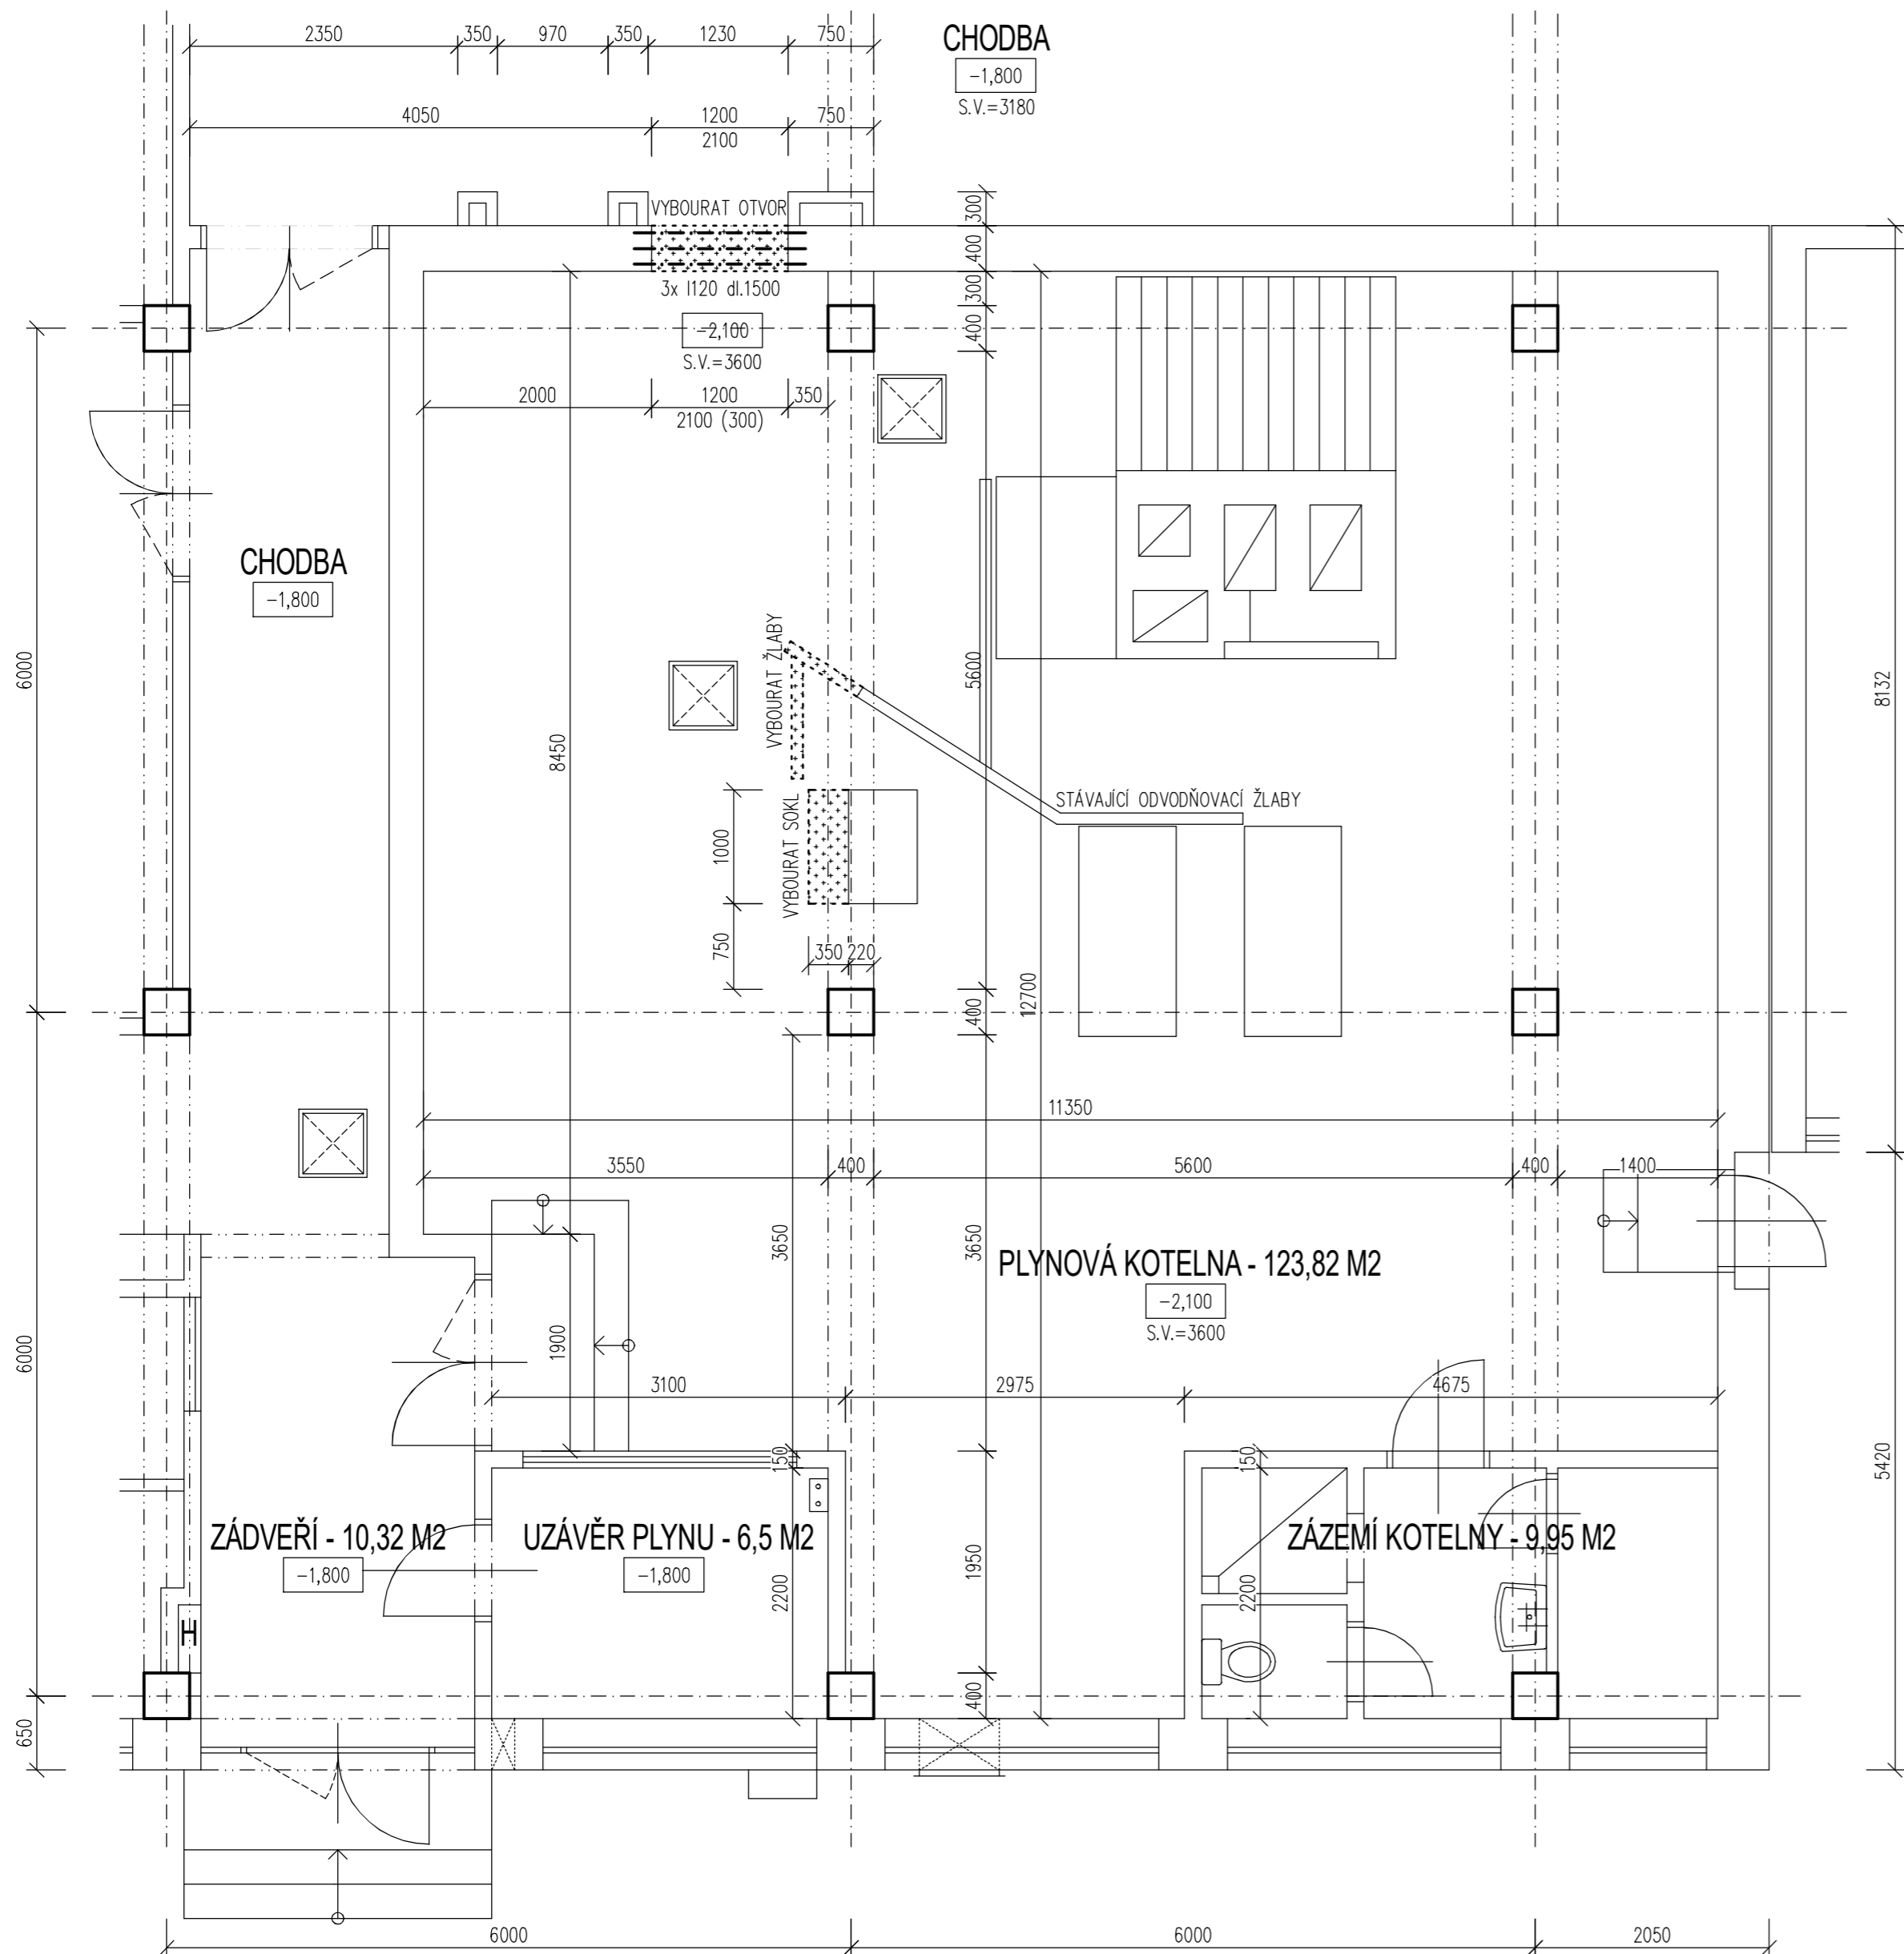 2350 350 970 350 1230 750
CHODBA
-1,800
S.V.=3180
4050 1200 750
2100
300
VYBOURAT OTVOR
400
3x I120 dl.1500
300
-2,100
400
S.V.=3600
2000 1200 350
2100 (300)
CHODBA
-1,800
6000
VYBOURAT ŽLABY
5600
8132
8450
STÁVAJÍCÍ ODVODŇOVACÍ ŽLABY
1000
VYBOURAT SOKL
750
350 220
400
12700
11350
3550 400 5600 400 1400
3650
3650
PLYNOVÁ KOTELNA - 123,82 M2
-2,100
S.V.=3600
6000
1900
3100 2975 4675
150
150
5420
ZÁDVEŘÍ - 10,32 M2
-1,800
UZÁVĚR PLYNU - 6,5 M2
-1,800
ZÁZEMÍ KOTELNY - 9,95 M2
1950
2200
2200
H
400
650
6000 6000 2050